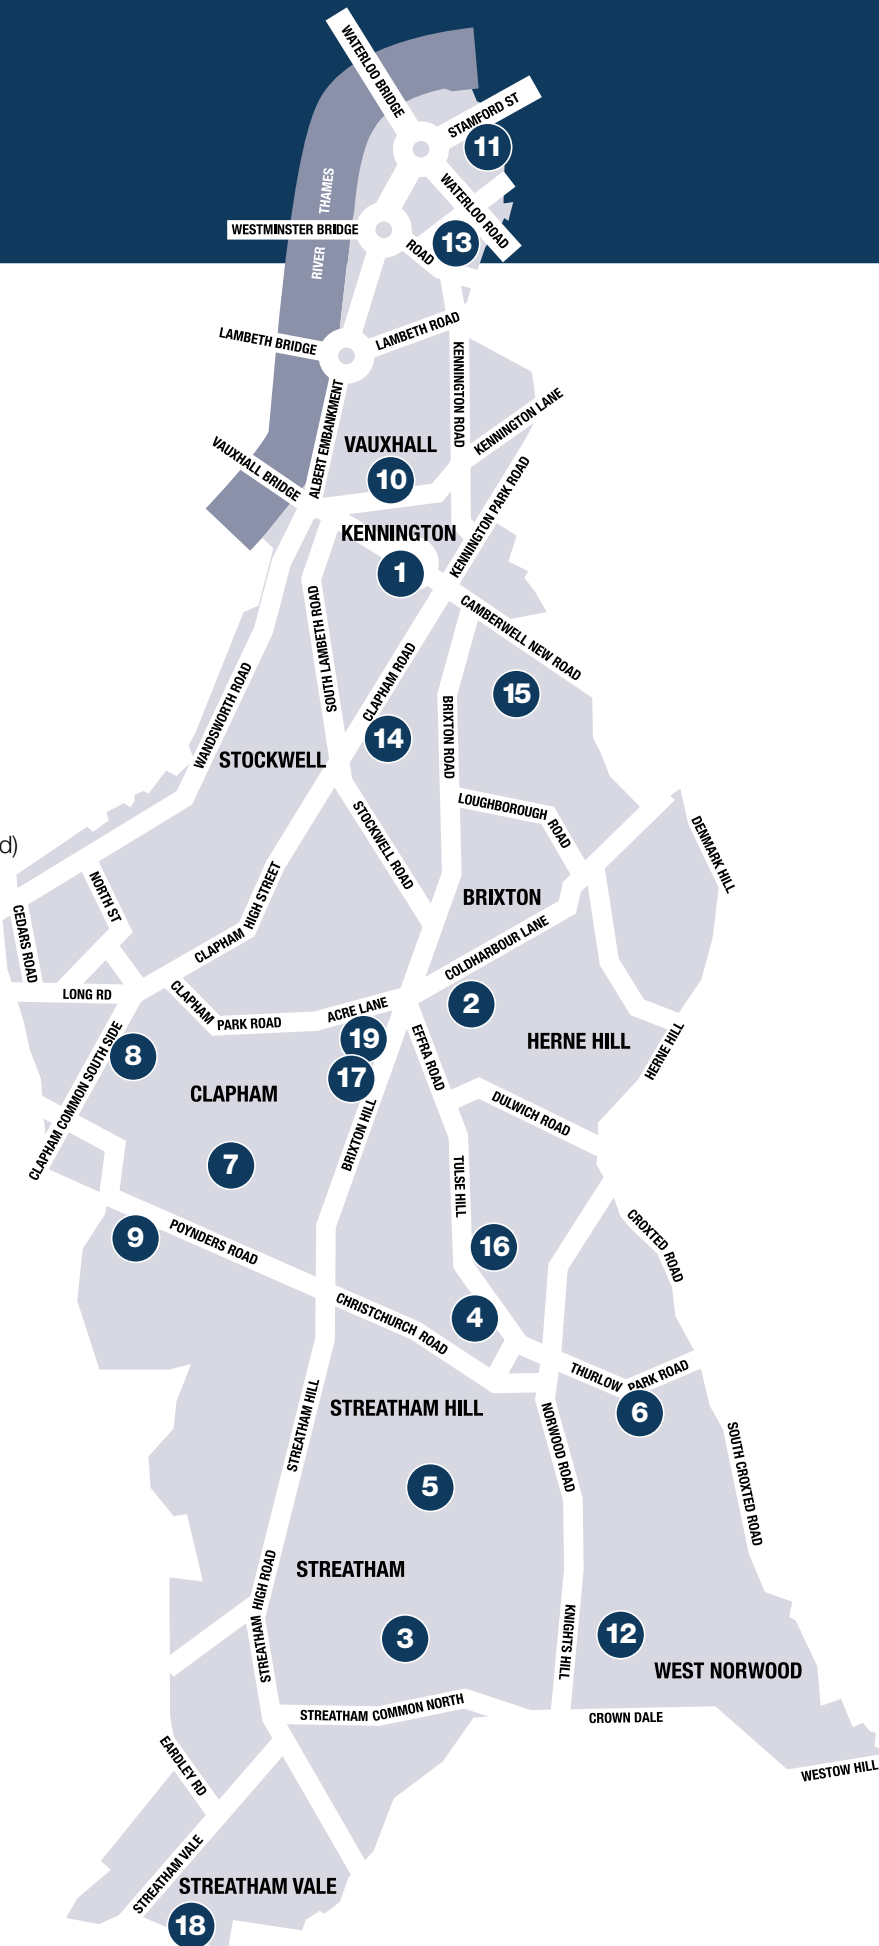 WATERLOO BRIDGE
STAMFORD ST
11
RIVER THAMES
WATERLOO ROAD
WESTMINSTER BRIDGE
ROAD
13
LAMBETH BRIDGE
LAMBETH ROAD
KENNINGTON ROAD
ALBERT EMBANKMENT
KENNINGTON LANE
VAUXHALL
VAUXHALL BRIDGE
10
KENNINGTON PARK ROAD
KENNINGTON
1
CAMBERWELL NEW ROAD
SOUTH LAMBETH ROAD
CLAPHAM ROAD
15
WANDSWORTH ROAD
BRIXTON ROAD
14
STOCKWELL
LOUGHBOROUGH ROAD
STOCKWELL ROAD
d)
DENMARK HILL
NORTH ST
CLAPHAM HIGH STREET
BRIXTON
CEDARS ROAD
COLDHARBOUR LANE
LONG RD
CLAPHAM PARK ROAD
ACRE LANE
2
19
EFFRA ROAD
HERNE HILL
HERNE HILL
CLAPHAM COMMON SOUTH SIDE
8
17
CLAPHAM
DULWICH ROAD
BRIXTON HILL
7
TULSE HILL
9
POYNDERS ROAD
16
CROXTED ROAD
CHRISTCHURCH ROAD
4
THURLOW PARK ROAD
STREATHAM HILL
STREATHAM HILL
6
NORWOOD ROAD
SOUTH CROXTED ROAD
5
STREATHAM HIGH ROAD
STREATHAM
3
KNIGHTS HILL
12
WEST NORWOOD
STREATHAM COMMON NORTH
CROWN DALE
EARDLEY RD
WESTOW HILL
STREATHAM VALE
STREATHAM VALE
18